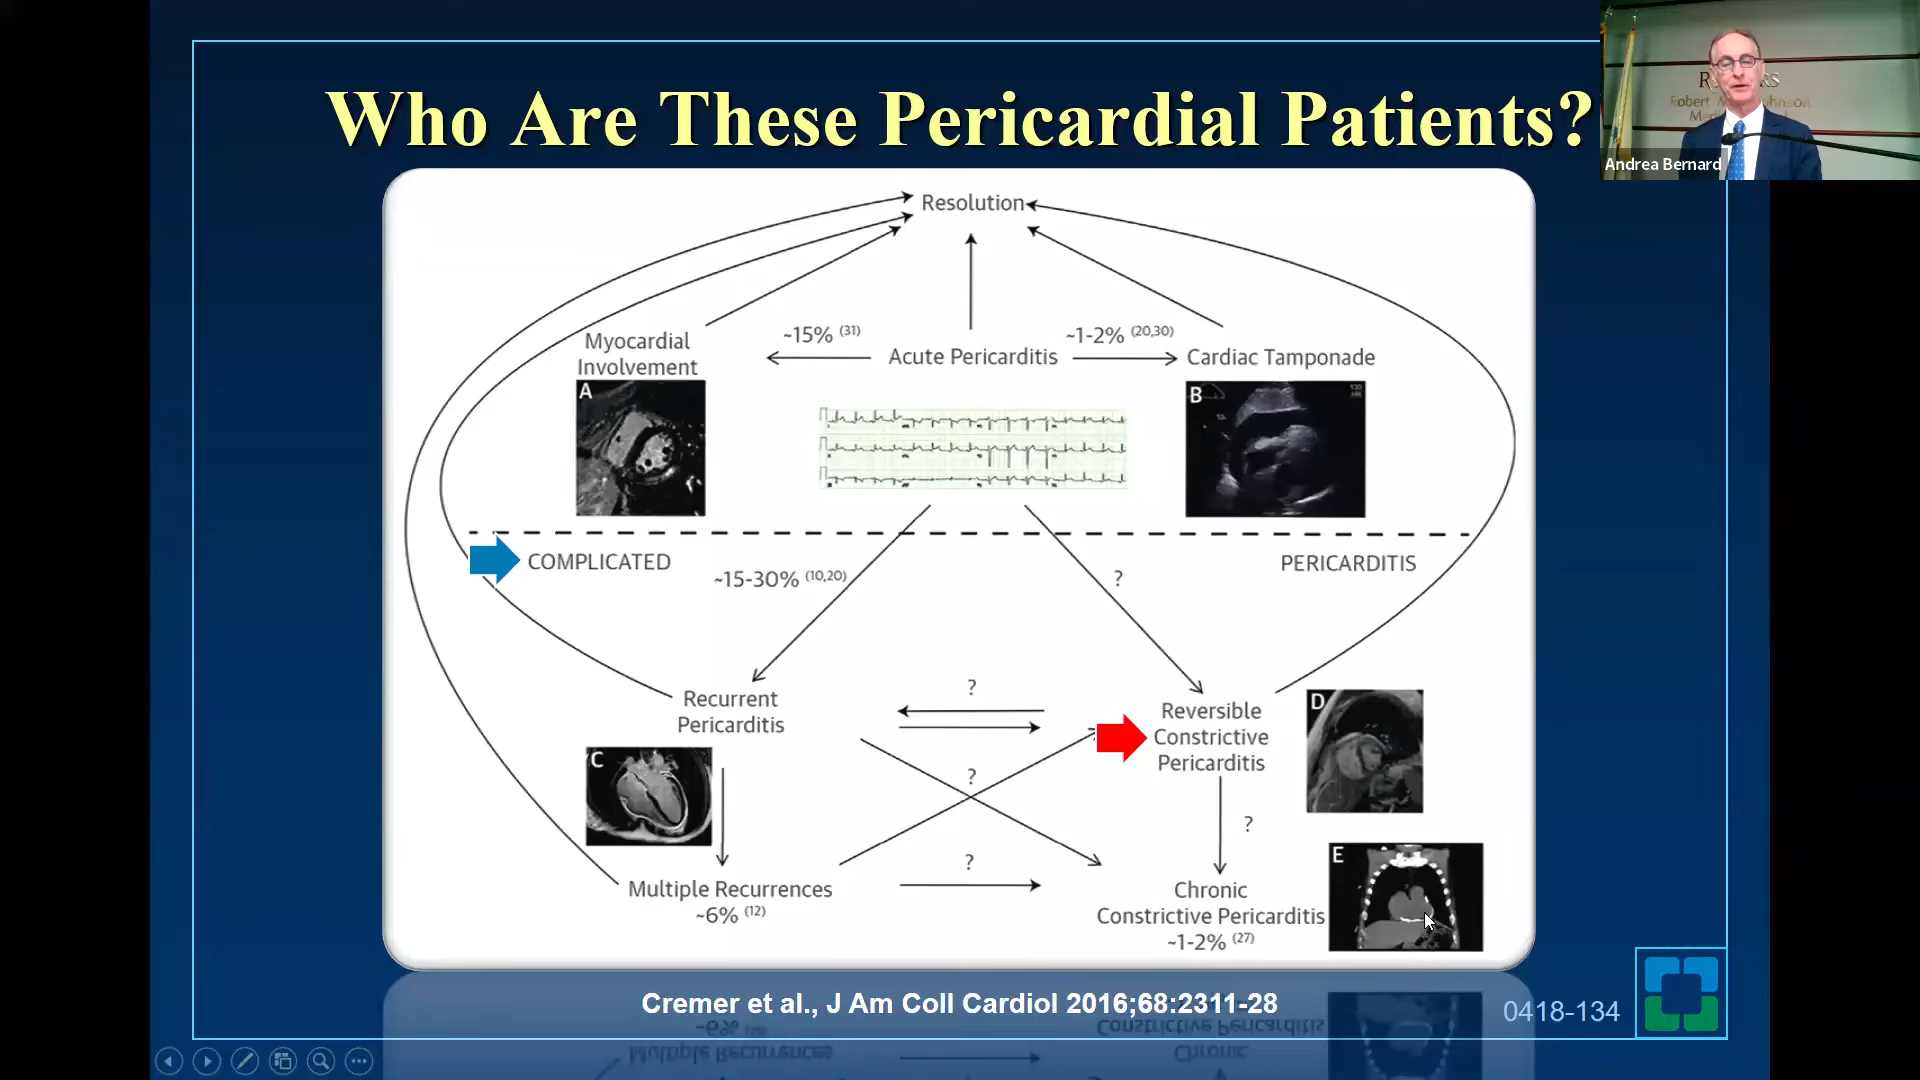 Who Are These Pericardial Patients?
Andrea Bernard
Resolution
Myocardial
Involvement
~15% (31)
Acute Pericarditis
~1-2% (20,30)
Cardiac Tamponade
A
B
COMPLICATED
PERICARDITIS
~15-30% (10,20)
?
Recurrent
Pericarditis
?
Reversible
Constrictive
Pericarditis
C
D
?
?
?
Multiple Recurrences
~6% (12)
Chronic
Constrictive Pericarditis
~1-2% (27)
E
Cremer et al., J Am Coll Cardiol 2016;68:2311-28
0418-134